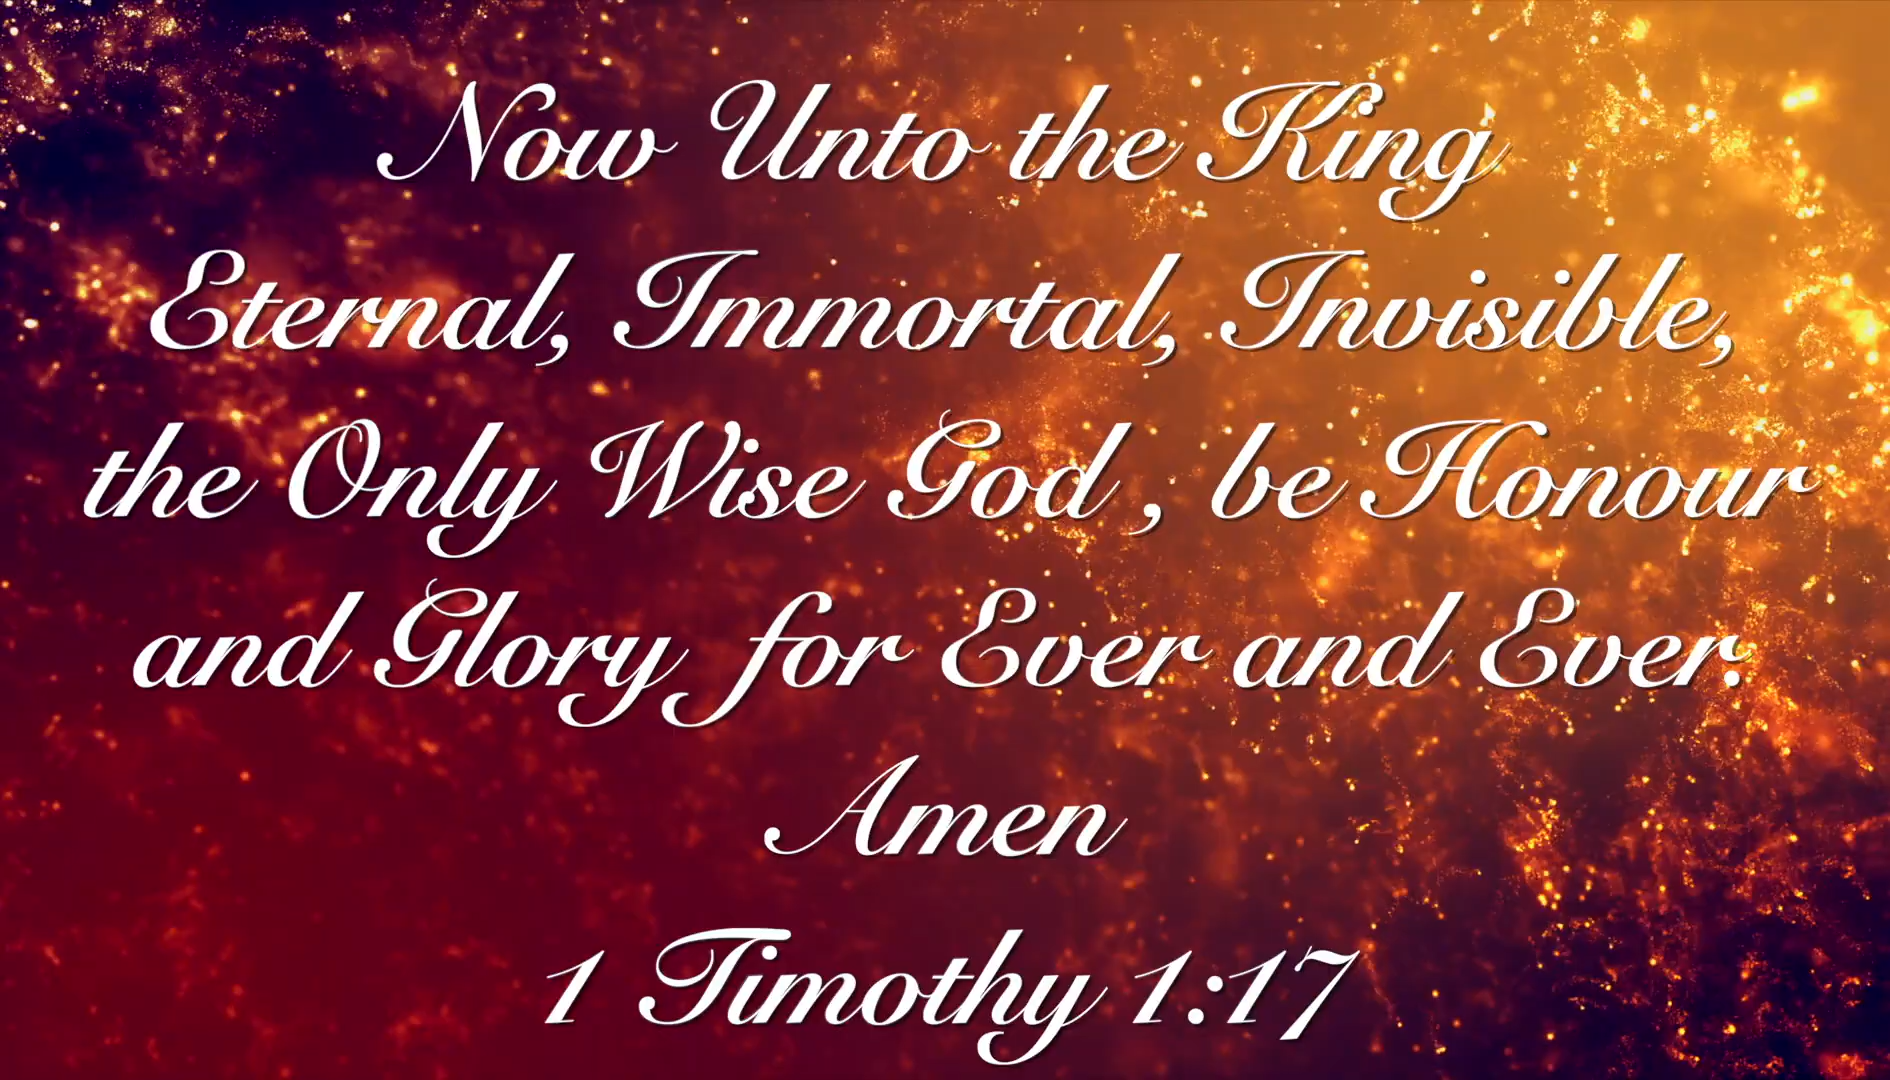 Now Unto the King
Eternal, Immortal, Invisible,
the Only Wise God , be Honour
and Glory for Ever and Ever.
Amen
1 Timothy 1:17